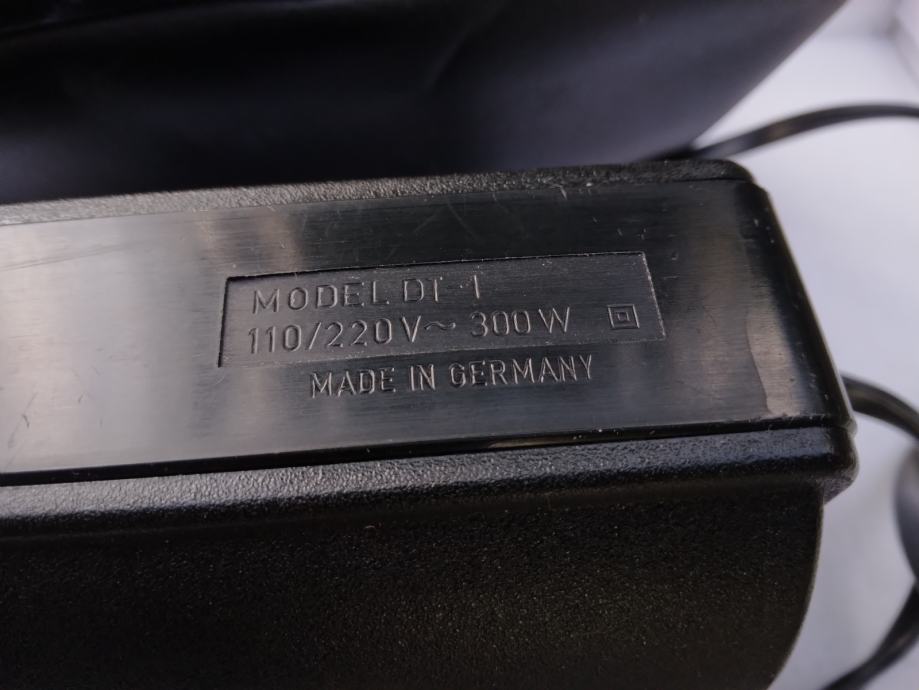 MODEL DT-1
110/220V~ 300W
MADE IN GERMANY